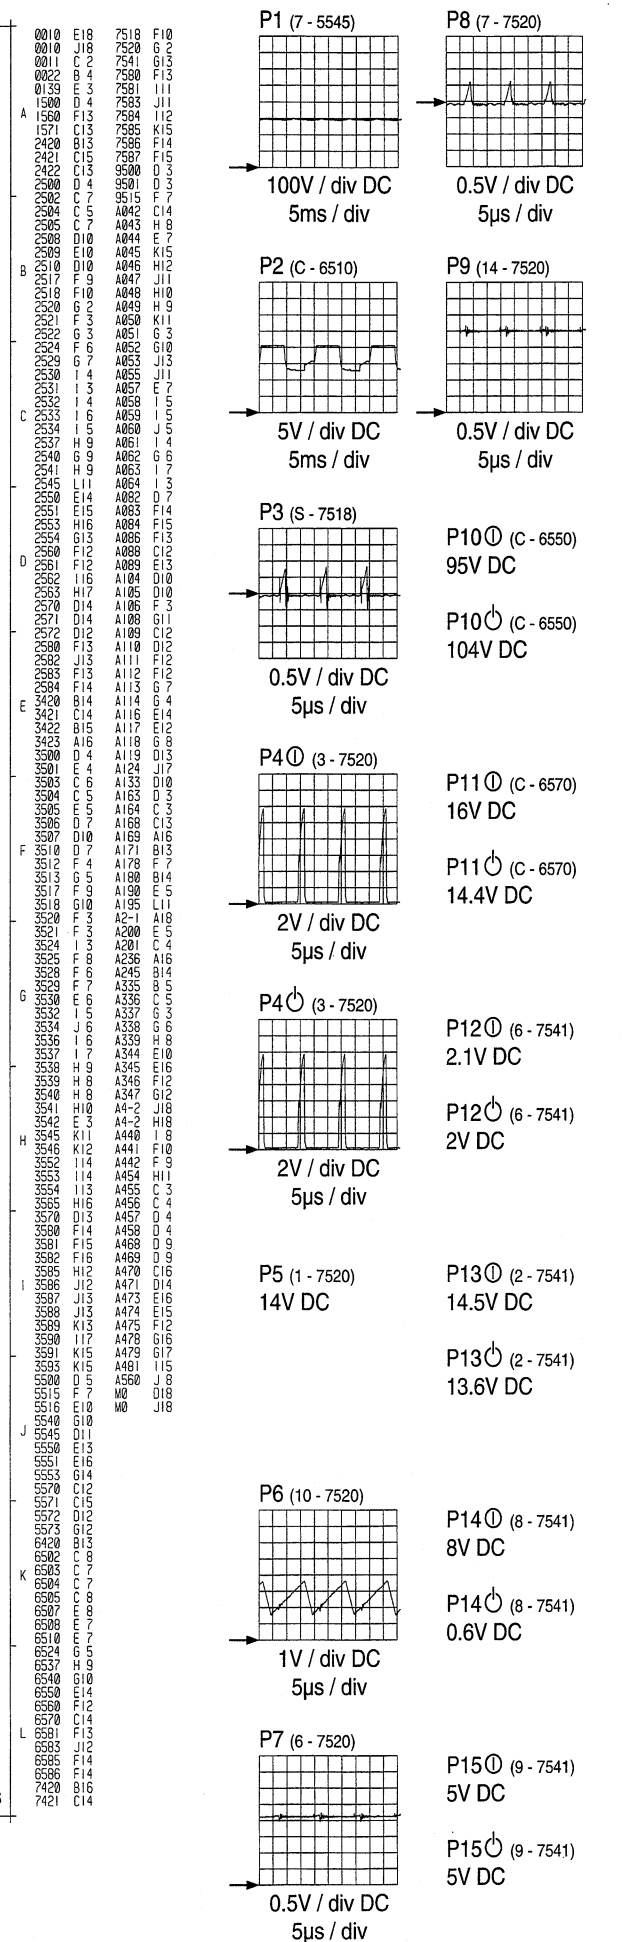 0010 E18 7518 F10
0010 J18 7520 G 2
0011 C 2 7541 G13
0022 B 4 7580 F13
0139 E 3 7581 I11
1500 D 4 7583 J11
A
1560 F13 7584 I12
1571 C13 7585 K15
2420 B13 7586 F14
2421 C15 7587 F15
2422 C13 9500 D 3
2500 D 4 9501 D 3
2502 C 7 9515 F 7
2504 C 5 A042 C14
2505 C 7 A043 H 8
2508 D10 A044 E 7
2509 E10 A045 K15
2510 D10 A046 H12
B
2517 F 9 A047 J11
2518 F10 A048 H10
2520 G 2 A049 H 9
2521 F 3 A050 K11
2522 G 3 A051 G 3
2524 F 6 A052 G10
2529 G 7 A053 J13
2530 I 4 A055 J11
2531 I 3 A057 E 7
2532 I 4 A058 I 5
C
2533 I 6 A059 I 5
2534 I 5 A060 J 5
2537 H 9 A061 I 4
2540 G 9 A062 G 6
2541 H 9 A063 I 7
2545 L11 A064 I 3
2550 E14 A082 D 7
2551 E15 A083 F14
2553 H16 A084 F15
2554 G13 A086 F13
2560 F12 A088 C12
D
2561 F12 A089 E13
2562 I16 A104 D10
2563 H17 A105 D10
2570 D14 A106 F 3
2571 D14 A108 G11
2572 D12 A109 C12
2580 F13 A110 D12
2582 J13 A111 F12
2583 F13 A112 F12
2584 F14 A113 G 7
3420 B14 A114 G 4
E
3421 C14 A116 E14
3422 B15 A117 E12
3423 A16 A118 G 8
3500 D 4 A119 D13
3501 E 4 A124 J17
3503 C 6 A133 D10
3504 C 5 A163 D 3
3505 E 5 A164 C 3
3506 D 7 A168 C13
3507 D10 A169 A16
F
3510 D 7 A171 B13
3512 F 4 A178 F 7
3513 G 5 A180 B14
3517 F 9 A190 E 5
3518 G10 A195 L11
3520 F 3 A2-1 A18
3521 F 3 A200 E 5
3524 I 3 A201 C 4
3525 F 8 A236 A16
3528 F 6 A245 B14
3529 F 7 A335 B 5
G
3530 E 6 A336 C 5
3532 I 5 A337 G 3
3534 J 6 A338 G 6
3536 I 6 A339 H 8
3537 I 7 A344 E10
3538 H 9 A345 E16
3539 H 8 A346 F12
3540 H 8 A347 G12
3541 H10 A4-2 J18
3542 E 3 A4-2 H18
H
3545 K11 A440 I 8
3546 K12 A441 F10
3552 I14 A442 F 9
3553 I14 A454 H11
3554 I13 A455 C 3
3565 H16 A456 C 4
3570 D13 A457 D 4
3580 F14 A458 D 4
3581 F15 A468 D 9
3582 F16 A469 D 9
3585 H12 A470 C16
I
3586 J12 A471 D14
3587 J13 A473 E16
3588 J13 A474 E15
3589 K13 A475 F12
3590 I17 A478 G16
3591 K15 A479 G17
3593 K15 A481 I15
5500 D 5 A560 J 8
5515 F 7 M0 D18
5516 E10 M0 J18
5540 G10
J
5545 D11
5550 E13
5551 E16
5553 G14
5570 C12
5571 C15
5572 D12
5573 G12
6420 B13
6502 C 8
K
6503 C 7
6504 C 7
6505 C 8
6507 E 8
6508 E 7
6510 E 7
6524 G 5
6537 H 9
6540 G10
6550 E14
6560 F12
6570 C14
L
6581 F13
6583 J12
6585 F14
6586 F14
7420 B16
7421 C14
P1 (7 - 5545)
100V / div DC
5ms / div
P8 (7 - 7520)
0.5V / div DC
5µs / div
P2 (C - 6510)
5V / div DC
5ms / div
P9 (14 - 7520)
0.5V / div DC
5µs / div
P3 (S - 7518)
0.5V / div DC
5µs / div
P10 (C - 6550)
95V DC
P10 (C - 6550)
104V DC
P4 (3 - 7520)
2V / div DC
5µs / div
P11 (C - 6570)
16V DC
P11 (C - 6570)
14.4V DC
P4 (3 - 7520)
2V / div DC
5µs / div
P12 (6 - 7541)
2.1V DC
P12 (6 - 7541)
2V DC
P5 (1 - 7520)
14V DC
P13 (2 - 7541)
14.5V DC
P13 (2 - 7541)
13.6V DC
P6 (10 - 7520)
1V / div DC
5µs / div
P14 (8 - 7541)
8V DC
P14 (8 - 7541)
0.6V DC
P7 (6 - 7520)
0.5V / div DC
5µs / div
P15 (9 - 7541)
5V DC
P15 (9 - 7541)
5V DC